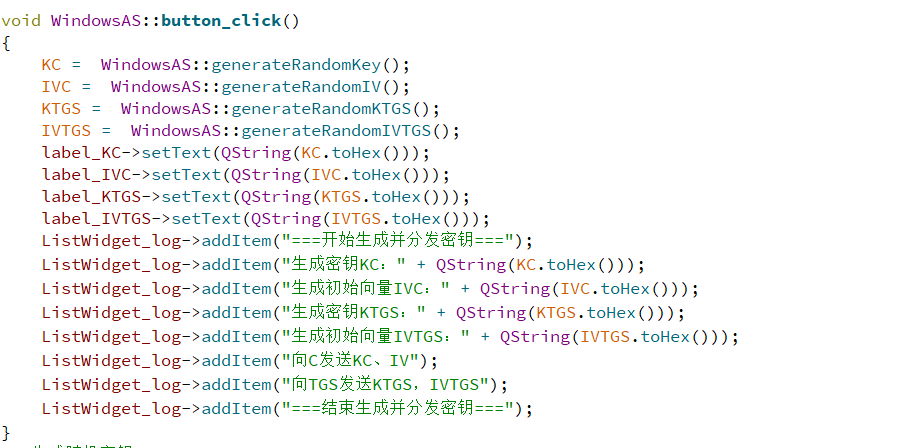 void WindowsAS::button_click()
{
    KC =  WindowsAS::generateRandomKey();
    IVC =  WindowsAS::generateRandomIV();
    KTGS =  WindowsAS::generateRandomKTGS();
    IVTGS =  WindowsAS::generateRandomIVTGS();
    label_KC->setText(QString(KC.toHex()));
    label_IVC->setText(QString(IVC.toHex()));
    label_KTGS->setText(QString(KTGS.toHex()));
    label_IVTGS->setText(QString(IVTGS.toHex()));
    ListWidget_log->addItem("===开始生成并分发密钥===");
    ListWidget_log->addItem("生成密钥KC：" + QString(KC.toHex()));
    ListWidget_log->addItem("生成初始向量IVC：" + QString(IVC.toHex()));
    ListWidget_log->addItem("生成密钥KTGS：" + QString(KTGS.toHex()));
    ListWidget_log->addItem("生成初始向量IVTGS：" + QString(IVTGS.toHex()));
    ListWidget_log->addItem("向C发送KC、IV");
    ListWidget_log->addItem("向TGS发送KTGS，IVTGS");
    ListWidget_log->addItem("===结束生成并分发密钥===");
}